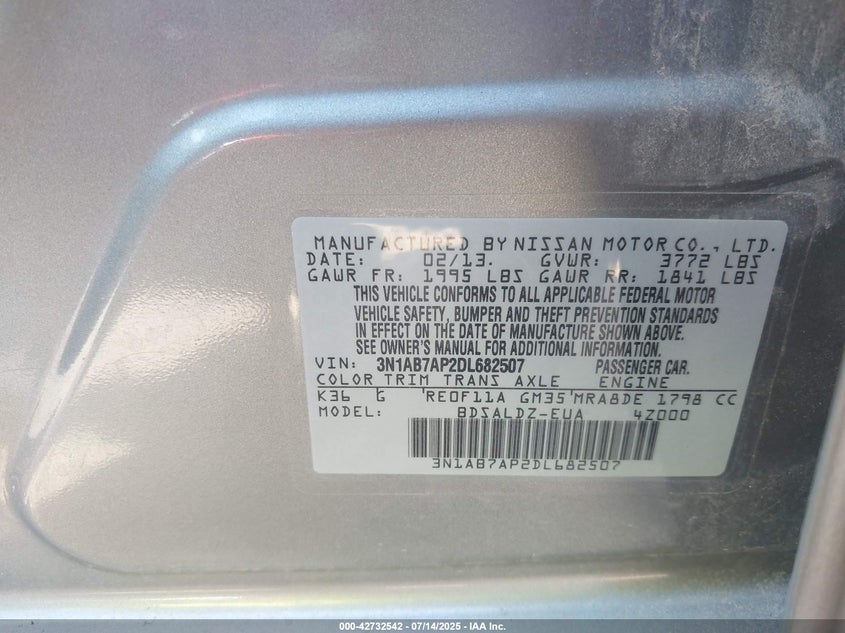 MANUFACTURED BY NISSAN MOTOR CO., LTD.
DATE: 02/13. GVWR: 3772 LBS
GAWR FR: 1995 LBS GAWR RR: 1841 LBS
THIS VEHICLE CONFORMS TO ALL APPLICABLE FEDERAL MOTOR
VEHICLE SAFETY, BUMPER AND THEFT PREVENTION STANDARDS
IN EFFECT ON THE DATE OF MANUFACTURE SHOWN ABOVE.
SEE OWNER'S MANUAL FOR ADDITIONAL INFORMATION.
VIN: 3N1AB7AP2DL682507 PASSENGER CAR.
COLOR TRIM TRANS AXLE ENGINE
K36 G 'RE0F11A GM35'MRA8DE 1798 CC
MODEL: BDSALDZ-EUA 4Z000
3N1AB7AP2DL682507
000-42732542 - 07/14/2025 - IAA Inc.